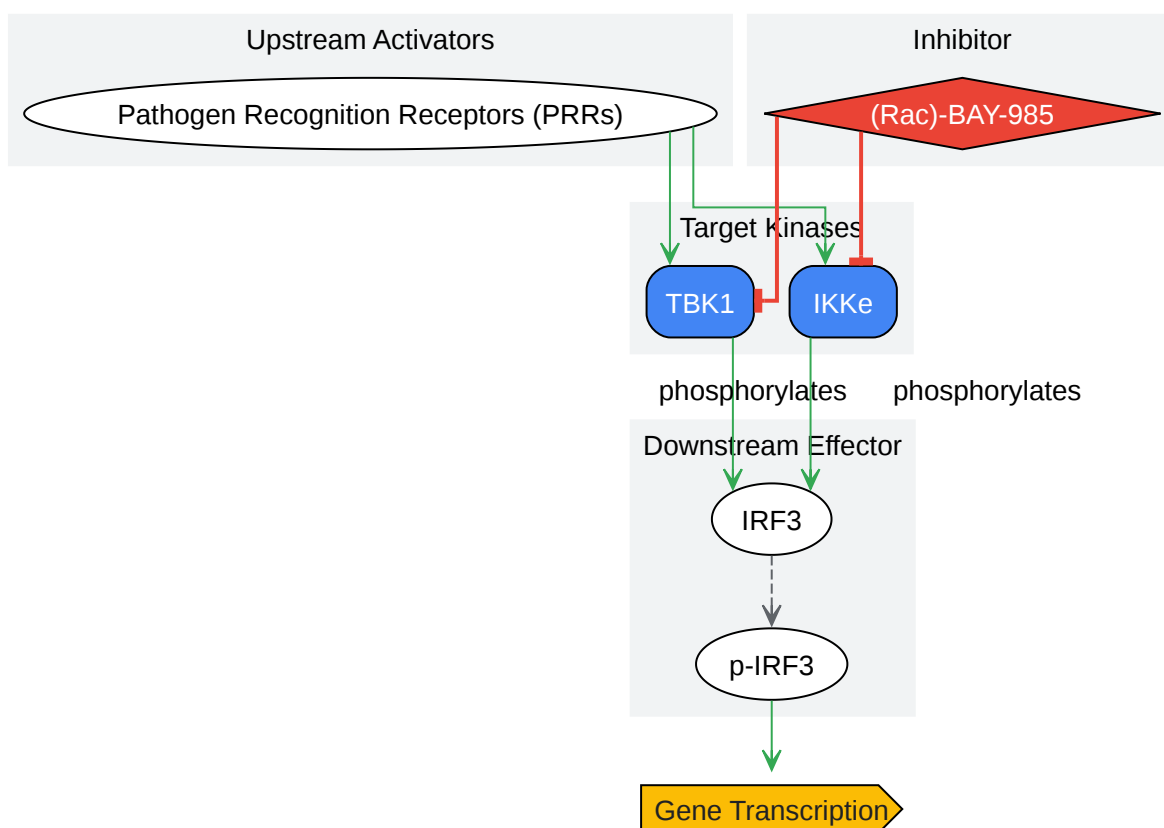 Upstream Activators
Inhibitor
Pathogen Recognition Receptors (PRRs)
(Rac)-BAY-985
Target Kinases
TBK1
IKKe
phosphorylates
phosphorylates
Downstream Effector
IRF3
p-IRF3
Gene Transcription